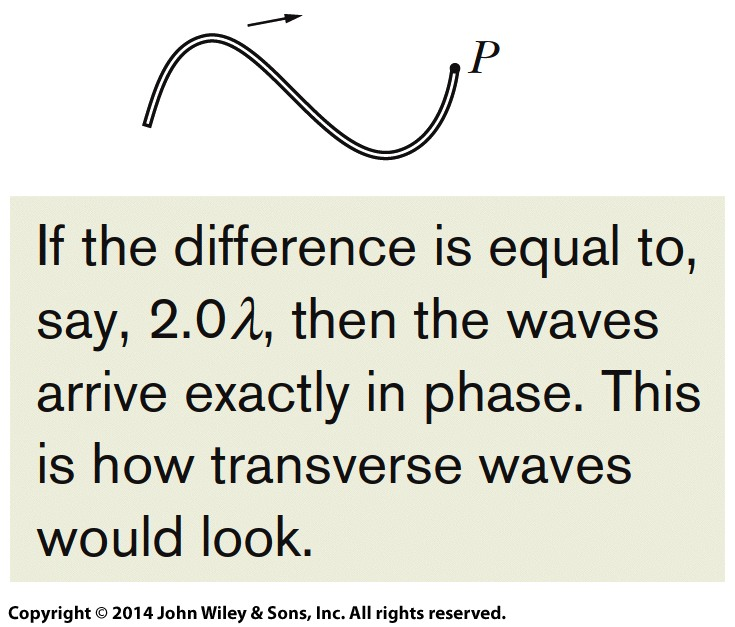 P
If the difference is equal to,
say, 2.0λ, then the waves
arrive exactly in phase. This
is how transverse waves
would look.
Copyright © 2014 John Wiley & Sons, Inc. All rights reserved.